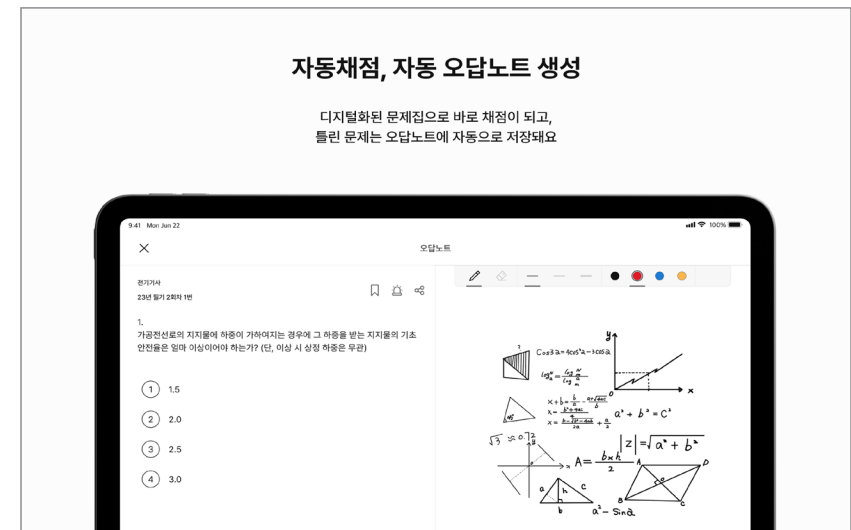 자동채점, 자동 오답노트 생성
디지털화된 문제집으로 바로 채점이 되고,
틀린 문제는 오답노트에 자동으로 저장돼요
9:41 Mon Jun 22
100%
오답노트
전기기사
23년 필기 2회차 1번
1.
가공전선로의 지지물에 하중이 가하여지는 경우에 그 하중을 받는 지지물의 기초
안전율은 얼마 이상이어야 하는가? (단, 이상 시 상정 하중은 무관)
1 1.5
2 2.0
3 2.5
4 3.0
y
x
0
a² + b² = c²
√3 ≈ 0.72
|z| = √a² + b²
A = b×h/2
A D
B C
a h c
b
a² - Sin2